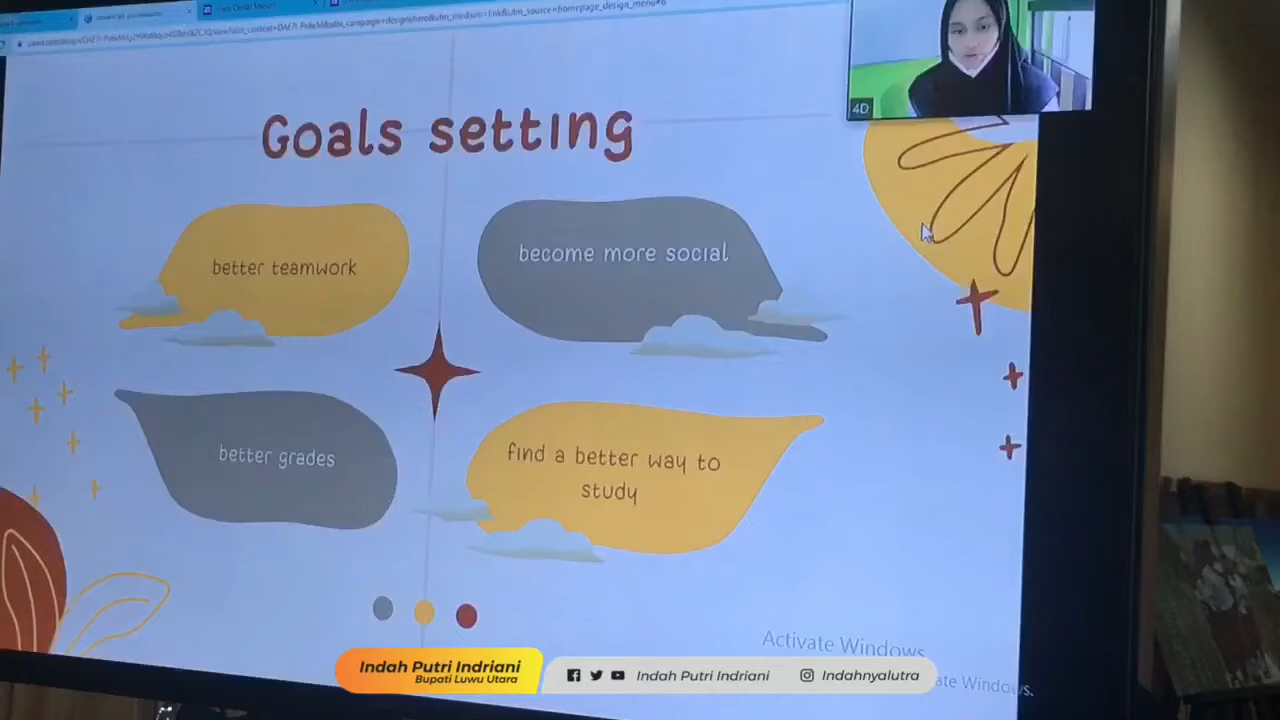 4D
Goals setting
better teamwork
become more social
better grades
find a better way to
study
Activate Windows
Indah Putri Indriani
Bupati Luwu Utara
Indah Putri Indriani
Indahnyalutra
ate Windows.